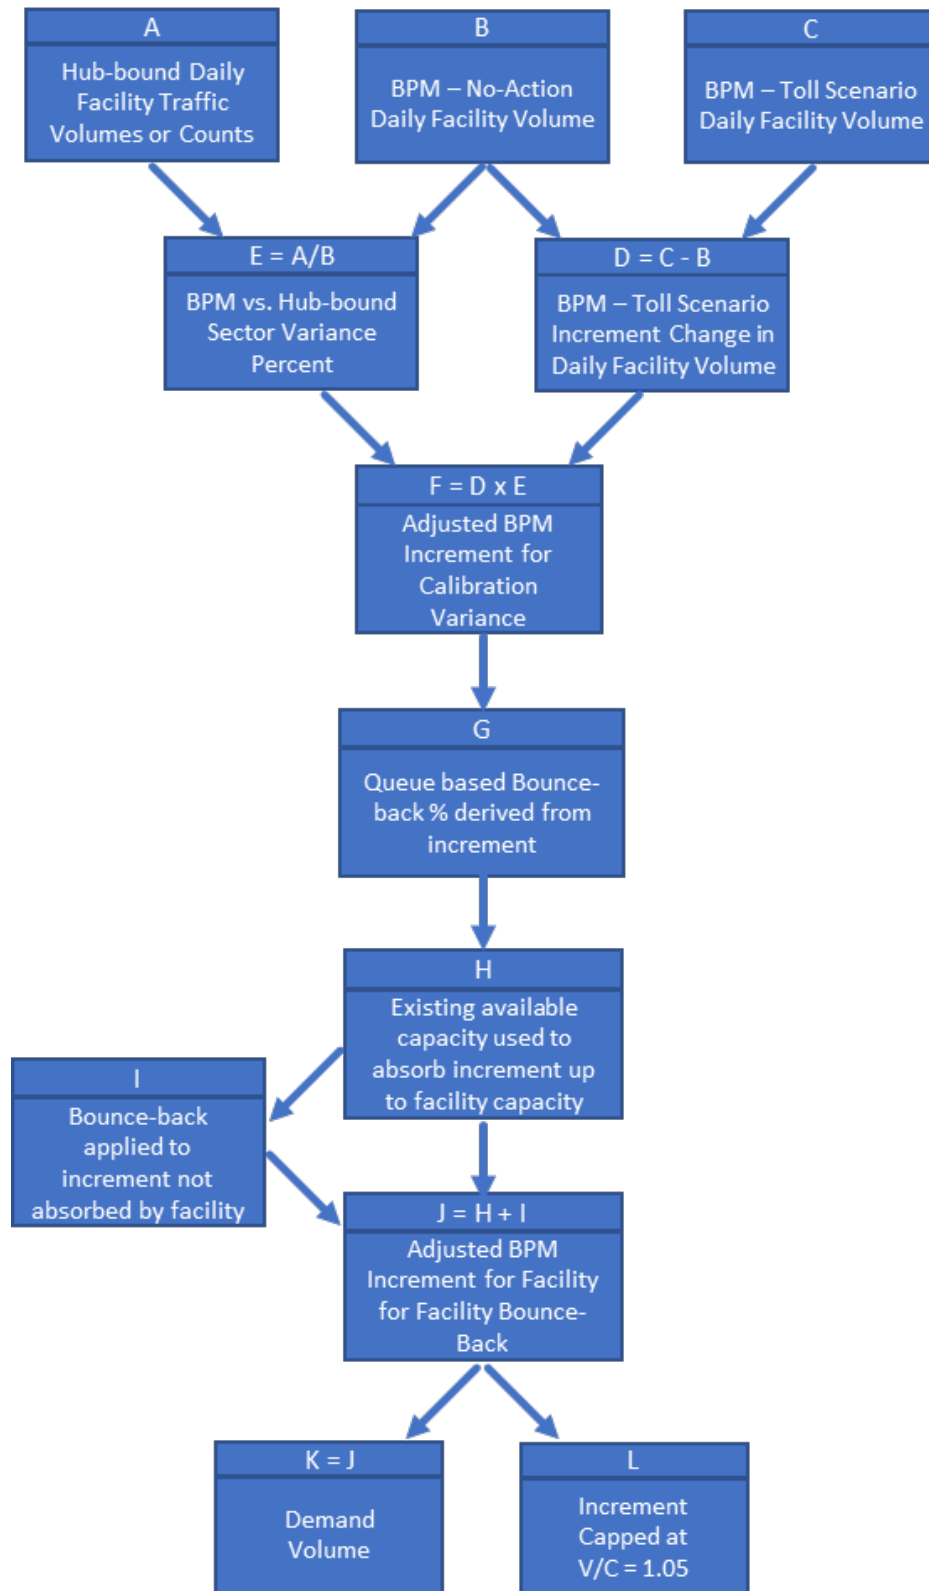 A
Hub-bound Daily
Facility Traffic
Volumes or Counts
B
BPM – No-Action
Daily Facility Volume
C
BPM – Toll Scenario
Daily Facility Volume
E = A/B
BPM vs. Hub-bound
Sector Variance
Percent
D = C - B
BPM – Toll Scenario
Increment Change in
Daily Facility Volume
F = D x E
Adjusted BPM
Increment for
Calibration
Variance
G
Queue based Bounce-
back % derived from
increment
H
Existing available
capacity used to
absorb increment up
to facility capacity
I
Bounce-back
applied to
increment not
absorbed by facility
J = H + I
Adjusted BPM
Increment for Facility
for Facility Bounce-
Back
K = J
Demand
Volume
L
Increment
Capped at
V/C = 1.05